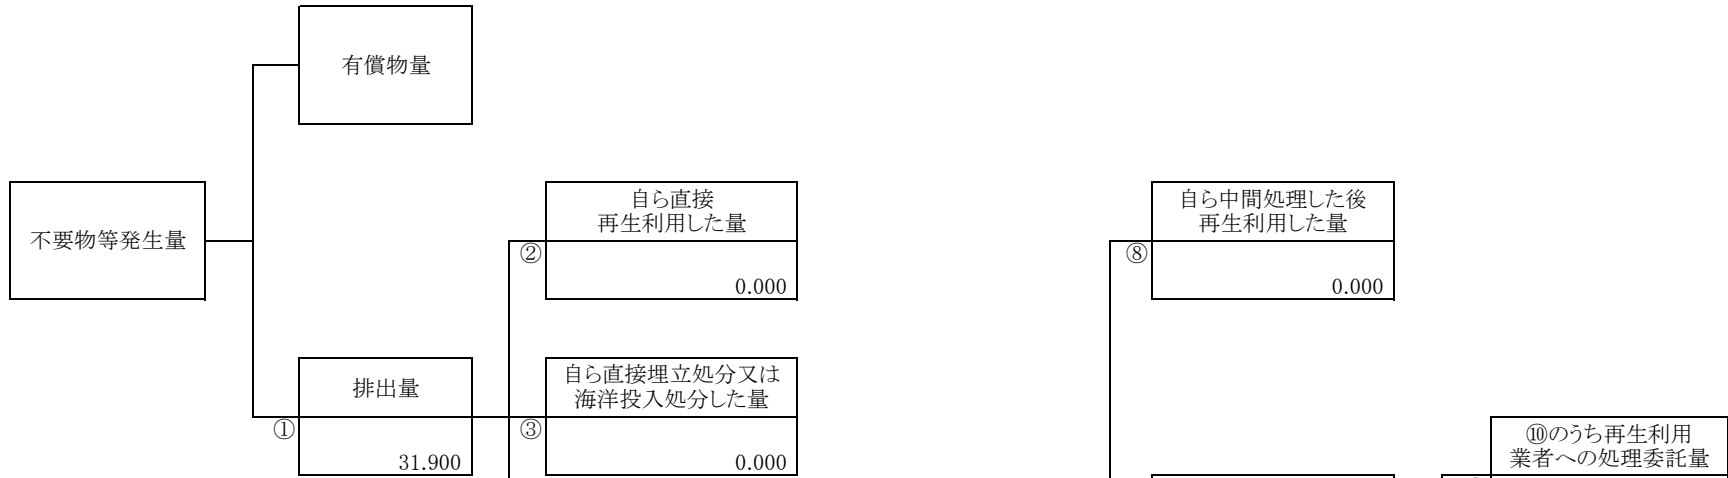 有償物量
不要物等発生量
自ら直接
再生利用した量
②
0.000
自ら中間処理した後
再生利用した量
⑧
0.000
排出量
①
31.900
自ら直接埋立処分又は
海洋投入処分した量
③
0.000
⑩のうち再生利用
業者への処理委託量